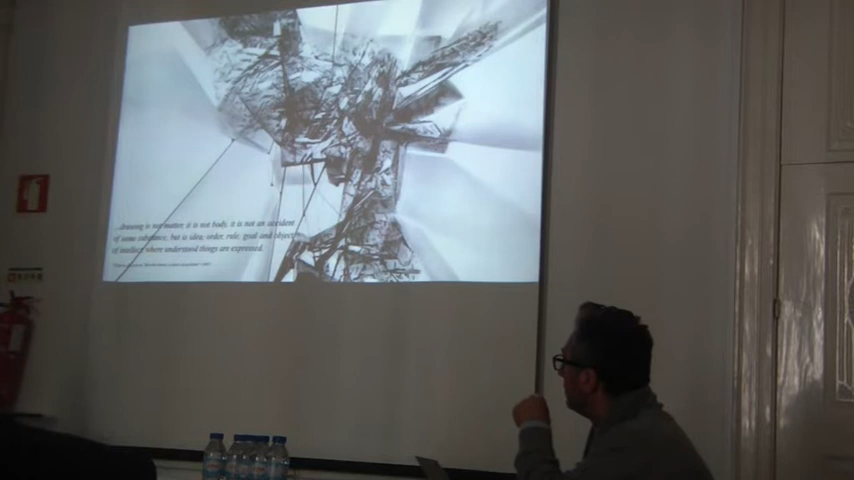 ...drawing is not matter, it is not body, it is not an accident
of some substance, but is idea, order, rule, goal and object
of intellect, where understood things are expressed.